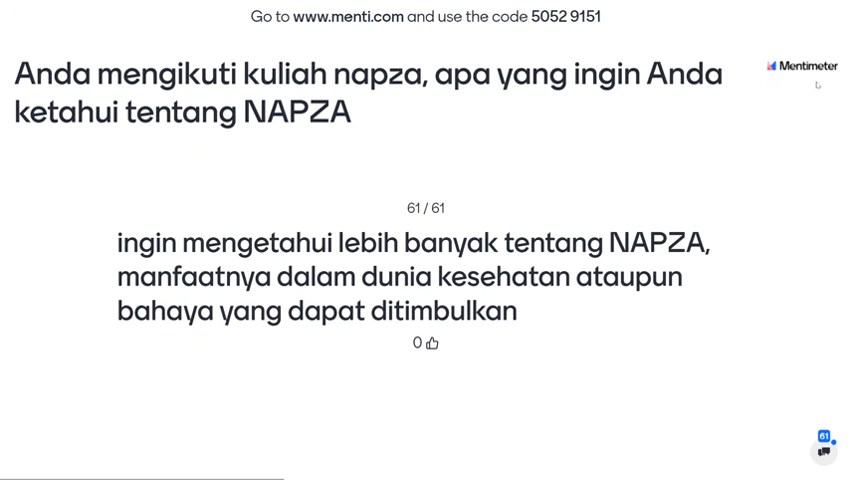 Go to www.menti.com and use the code 5052 9151
Anda mengikuti kuliah napza, apa yang ingin Anda
ketahui tentang NAPZA
Mentimeter
61 / 61
ingin mengetahui lebih banyak tentang NAPZA,
manfaatnya dalam dunia kesehatan ataupun
bahaya yang dapat ditimbulkan
0
61